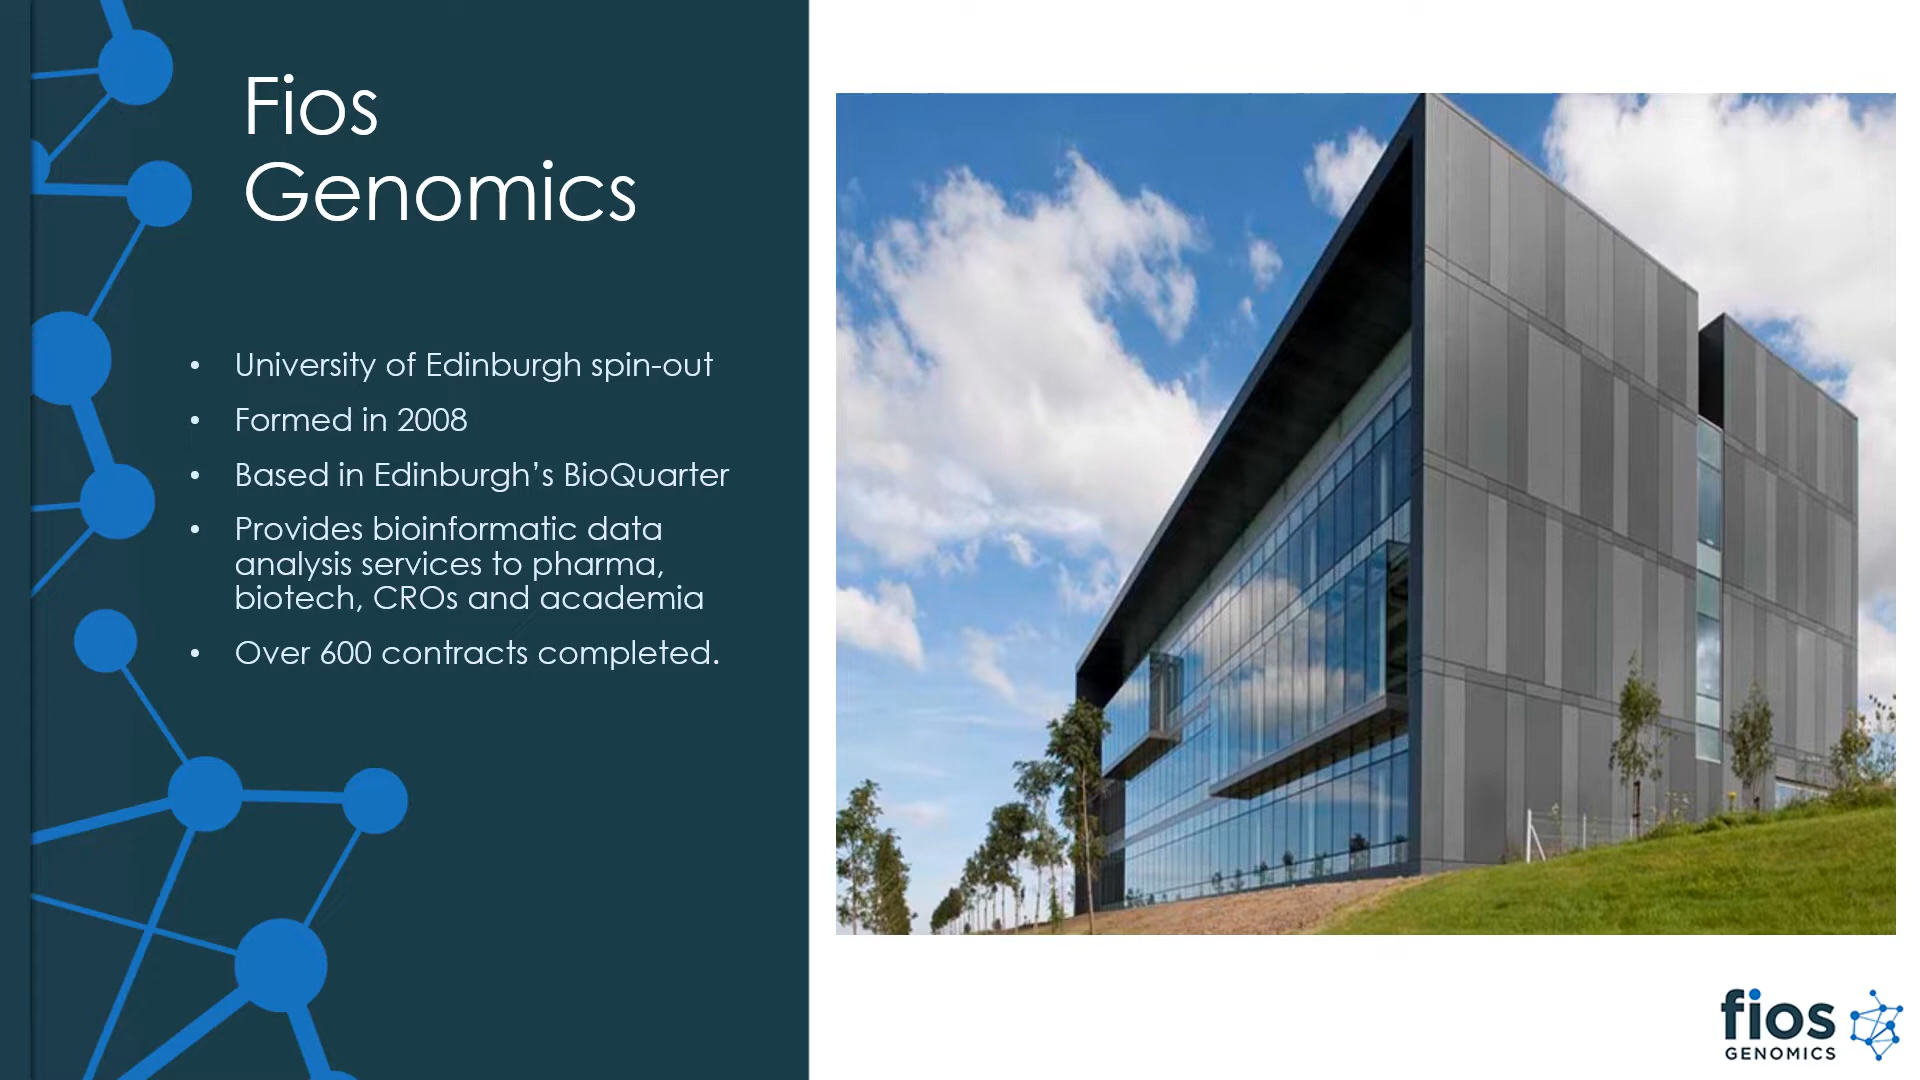 Fios
Genomics
• University of Edinburgh spin-out
• Formed in 2008
• Based in Edinburgh’s BioQuarter
• Provides bioinformatic data
analysis services to pharma,
biotech, CROs and academia
• Over 600 contracts completed.
fios
GENOMICS